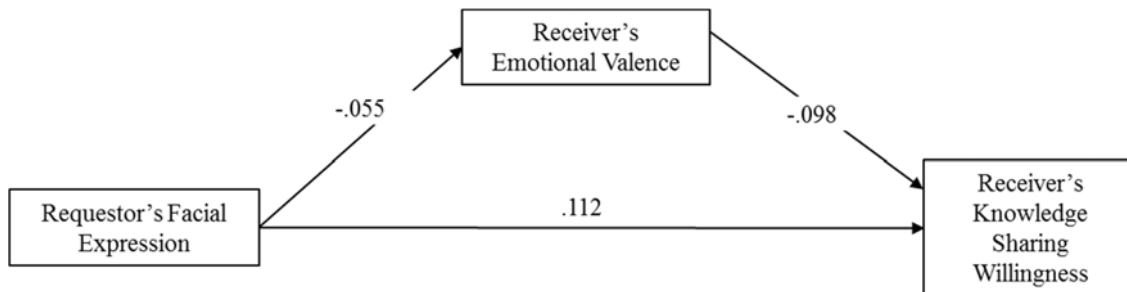 Receiver's
Emotional Valence
-.055
-.098
Requestor's Facial
Expression
.112
Receiver's
Knowledge
Sharing
Willingness